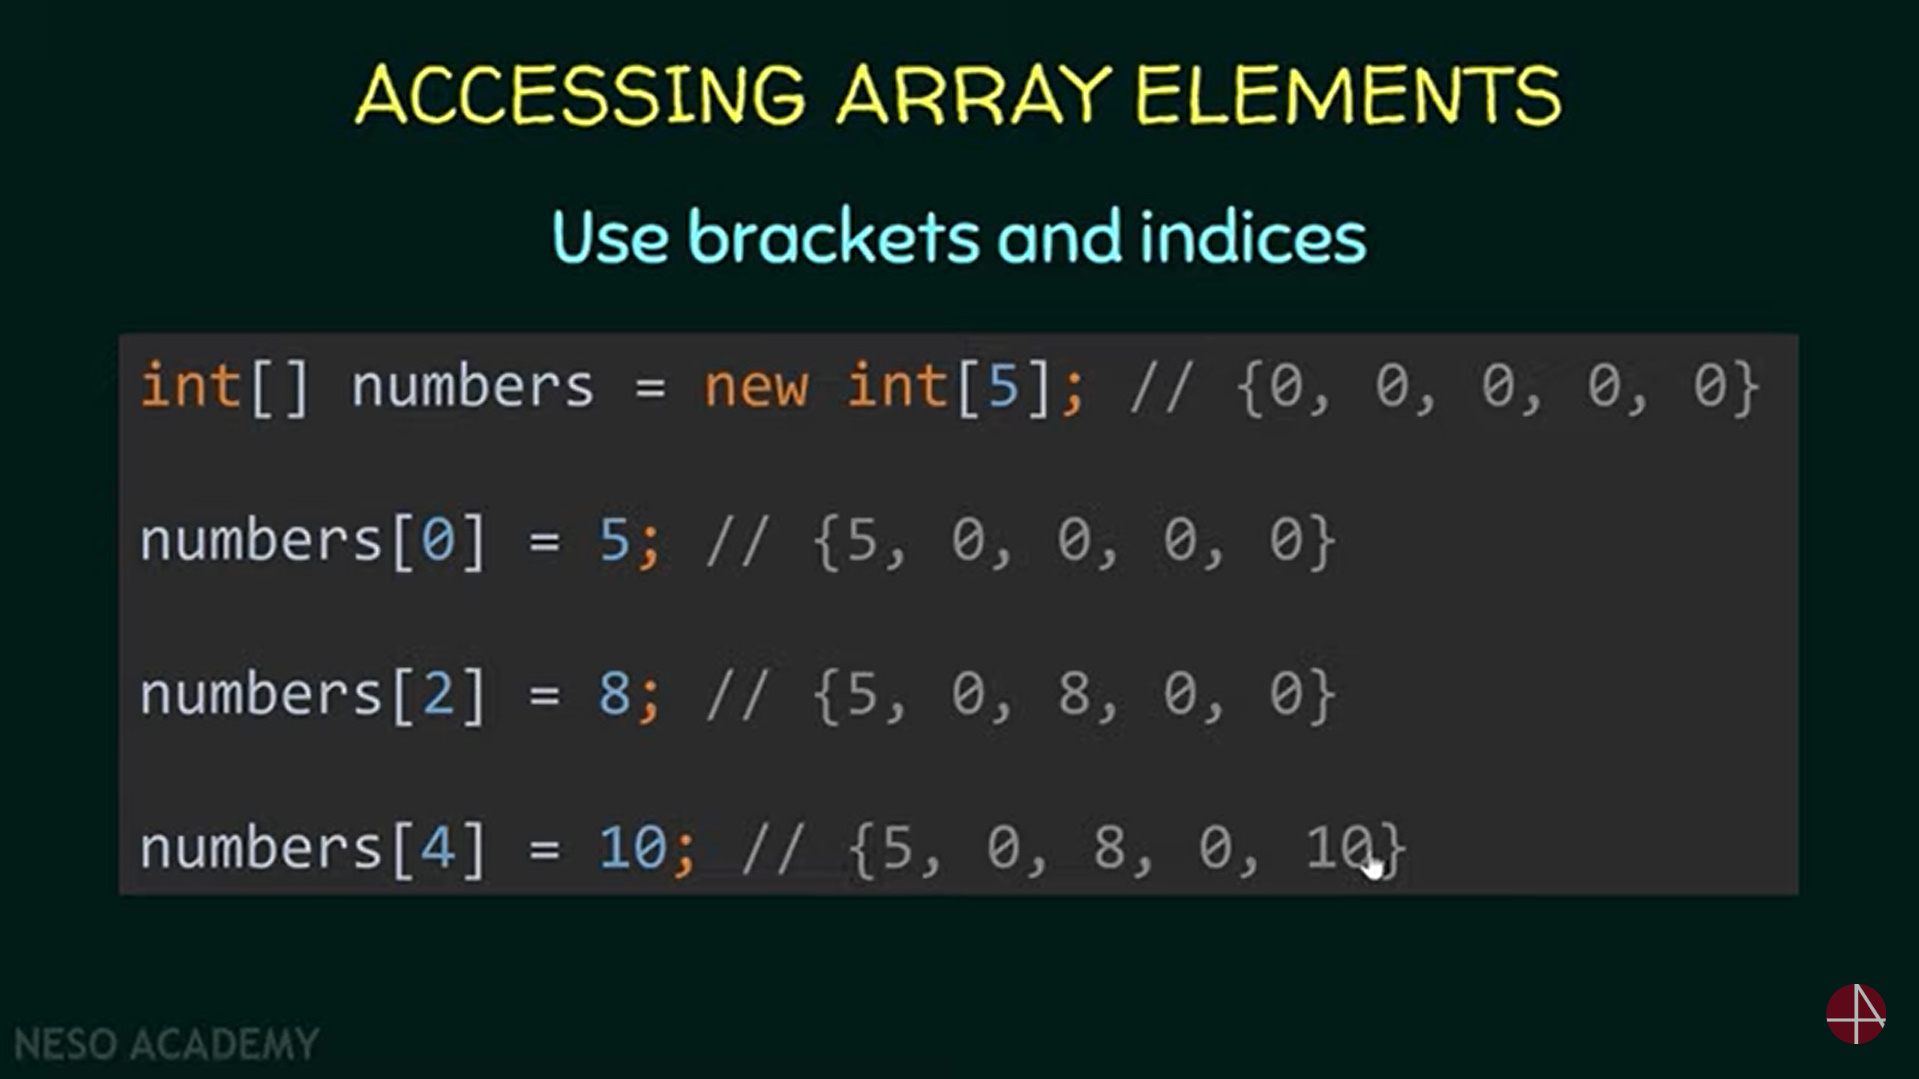 ACCESSING ARRAY ELEMENTS
Use brackets and indices
int[] numbers = new int[5]; // {0, 0, 0, 0, 0}
numbers[0] = 5; // {5, 0, 0, 0, 0}
numbers[2] = 8; // {5, 0, 8, 0, 0}
numbers[4] = 10; // {5, 0, 8, 0, 10}
NESO ACADEMY